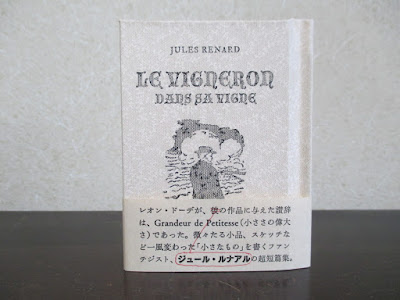 JULES RENARD
LE VIGNERON
DANS SA VIGNE
レオン・ドーデが、彼の作品に与えた讃辞
は、Grandeur de Petitesse（小ささの偉大
さ）であった。微々たる小品、スケッチな
ど一風変わった「小さなもの」を書くファン
テジスト、ジュール・ルナアルの超短篇集。